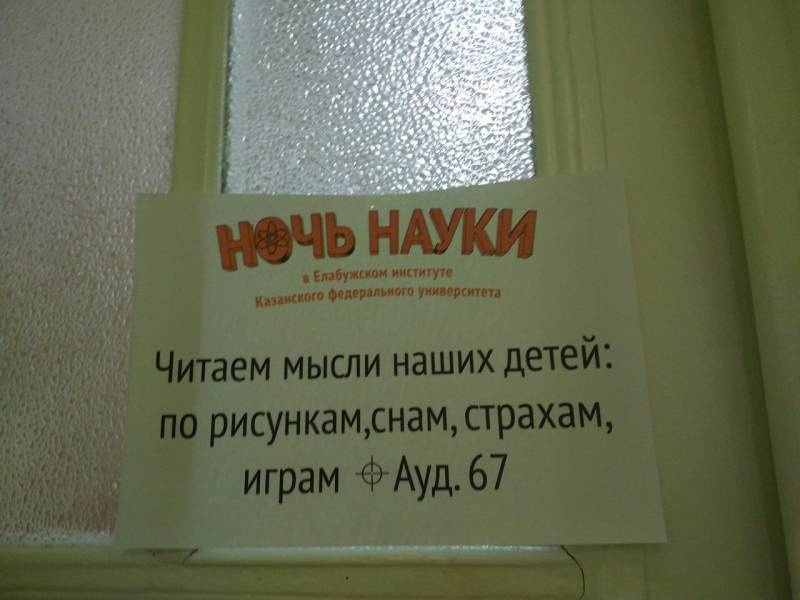 НОЧЬ НАУКИ
в Елабужском институте
Казанского федерального университета
Читаем мысли наших детей:
по рисункам,снам, страхам,
играм Ауд. 67